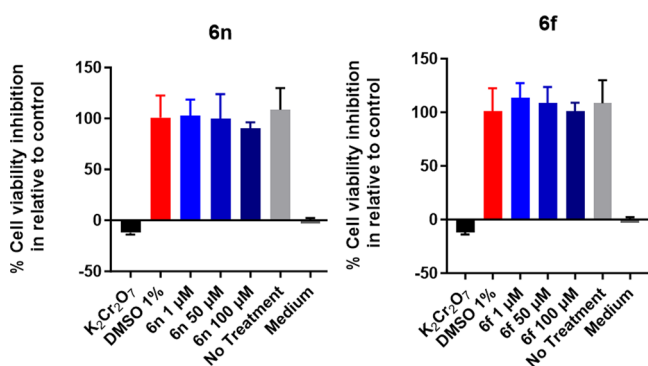 6n
% Cell viability inhibition
in relative to control
150
100
50
0
-50
K₂Cr₂O₇
DMSO 1%
6n 1 µM
6n 50 µM
6n 100 µM
No Treatment
Medium
6f
% Cell viability inhibition
in relative to control
150
100
50
0
-50
K₂Cr₂O₇
DMSO 1%
6f 1 µM
6f 50 µM
6f 100 µM
No Treatment
Medium